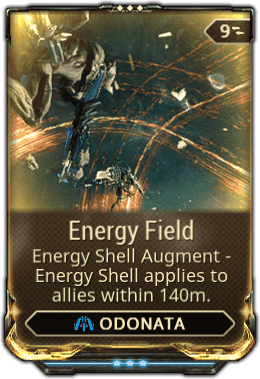 9
Energy Field
Energy Shell Augment -
Energy Shell applies to
allies within 140m.
ODONATA